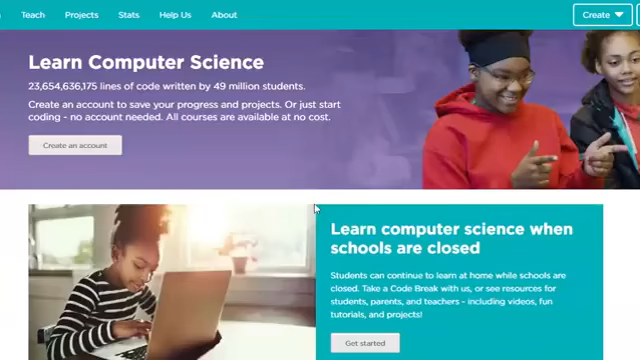 Teach Projects Stats Help Us About Create
Learn Computer Science
23,654,636,175 lines of code written by 49 million students.
Create an account to save your progress and projects. Or just start
coding - no account needed. All courses are available at no cost.
Create an account
Learn computer science when
schools are closed
Students can continue to learn at home while schools are
closed. Take a Code Break with us, or see resources for
students, parents, and teachers - including videos, fun
tutorials, and projects!
Get started